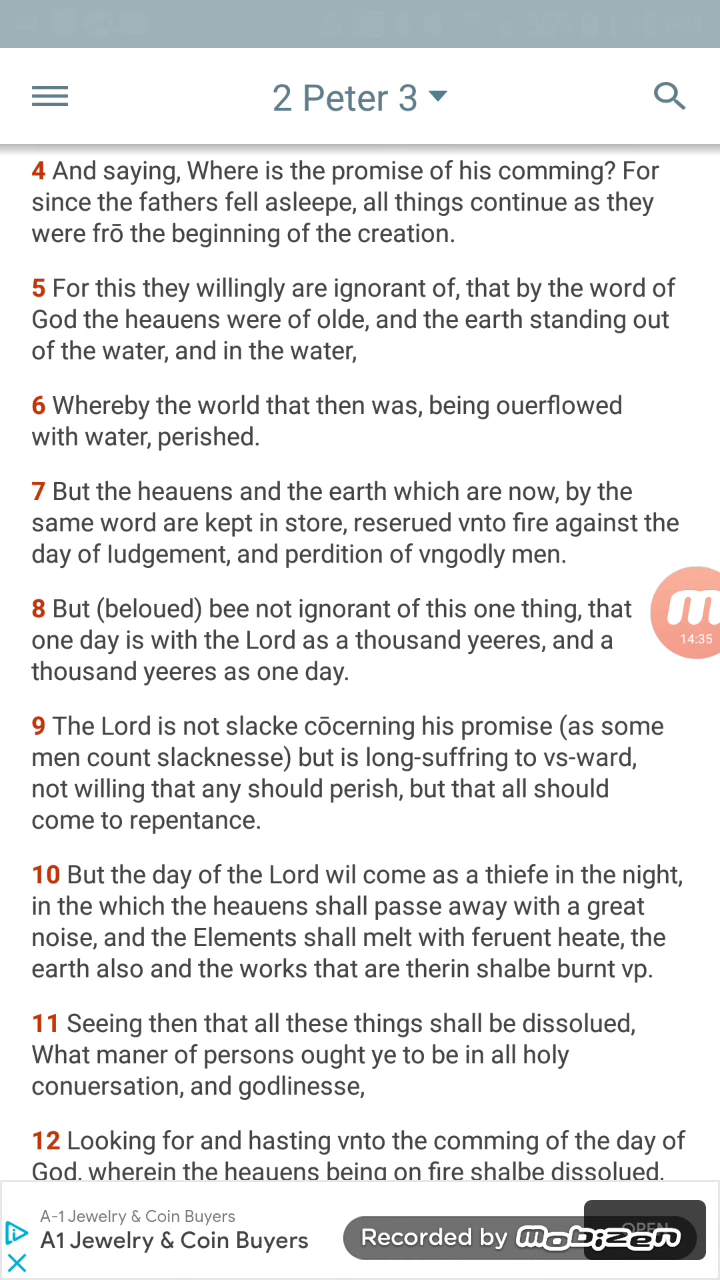 2 Peter 3
4 And saying, Where is the promise of his comming? For
since the fathers fell asleepe, all things continue as they
were frō the beginning of the creation.
5 For this they willingly are ignorant of, that by the word of
God the heauens were of olde, and the earth standing out
of the water, and in the water,
6 Whereby the world that then was, being ouerflowed
with water, perished.
7 But the heauens and the earth which are now, by the
same word are kept in store, reserued vnto fire against the
day of Iudgement, and perdition of vngodly men.
8 But (beloued) bee not ignorant of this one thing, that
one day is with the Lord as a thousand yeeres, and a
thousand yeeres as one day.
m
14:35
9 The Lord is not slacke cōcerning his promise (as some
men count slacknesse) but is long-suffring to vs-ward,
not willing that any should perish, but that all should
come to repentance.
10 But the day of the Lord wil come as a thiefe in the night,
in the which the heauens shall passe away with a great
noise, and the Elements shall melt with feruent heate, the
earth also and the works that are therin shalbe burnt vp.
11 Seeing then that all these things shall be dissolued,
What maner of persons ought ye to be in all holy
conuersation, and godlinesse,
12 Looking for and hasting vnto the comming of the day of
God, wherein the heauens being on fire shalbe dissolued,
A-1 Jewelry & Coin Buyers
A1 Jewelry & Coin Buyers
OPEN
Recorded by mobizen